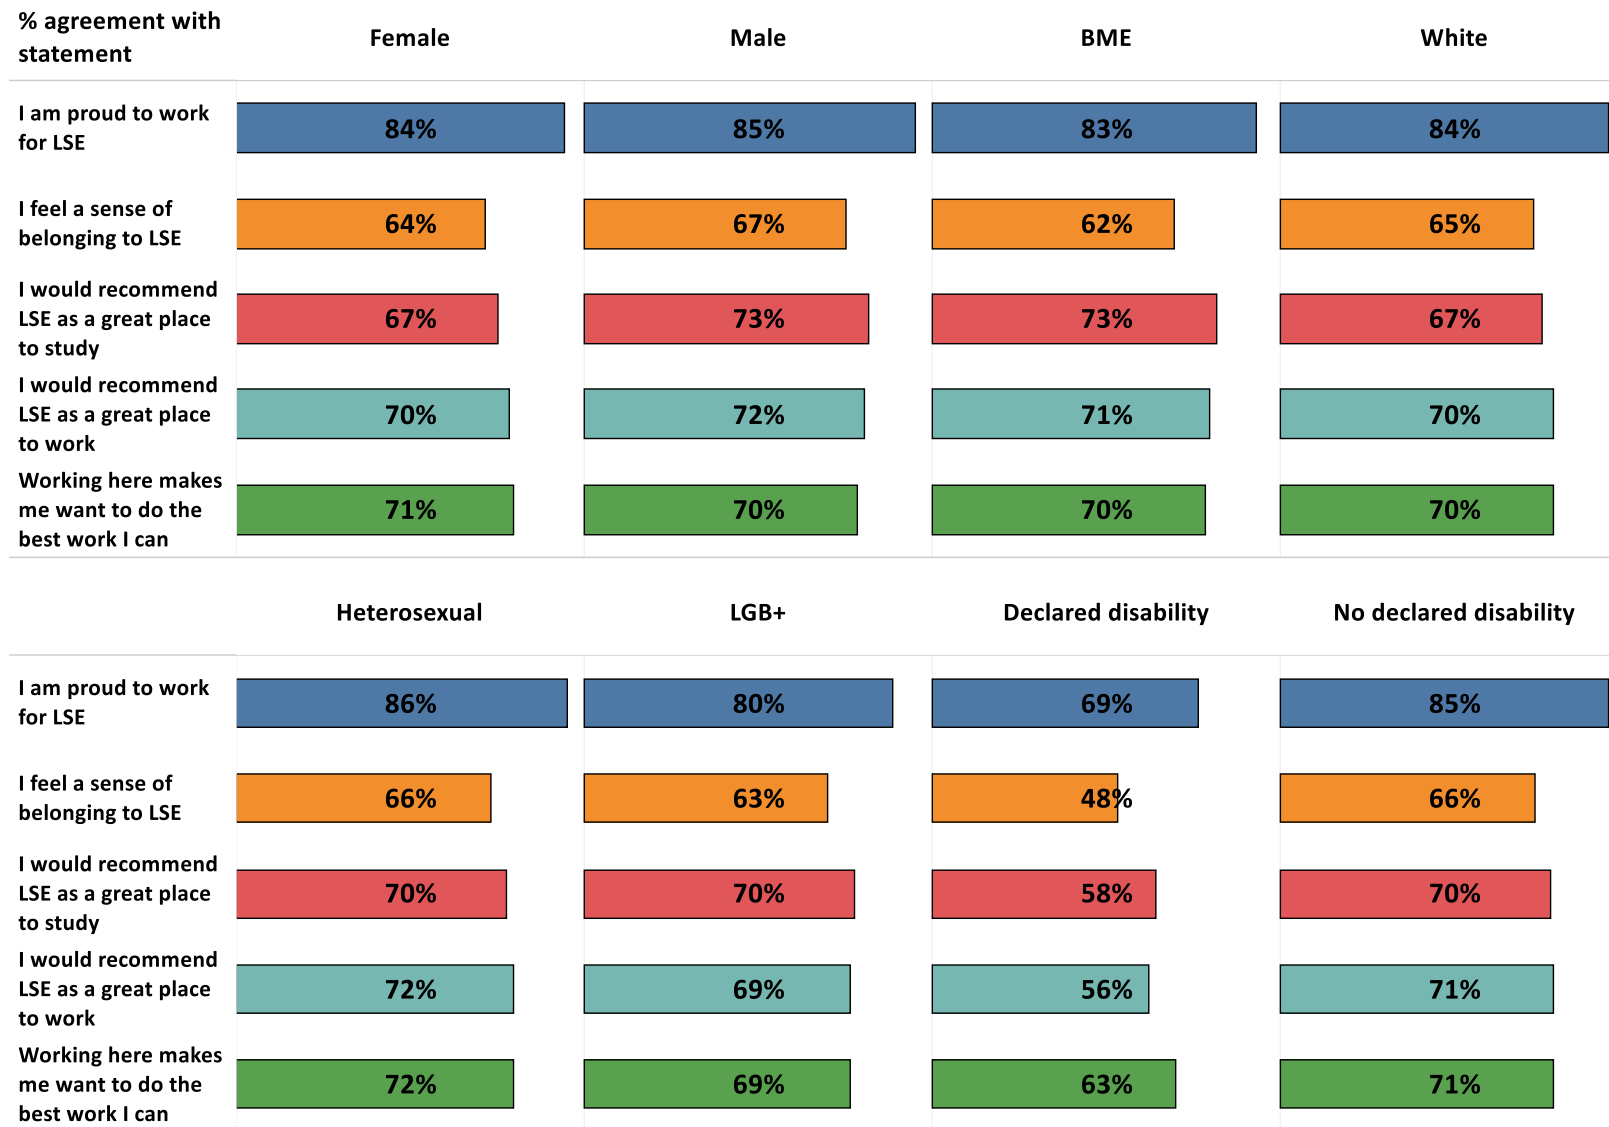 % agreement with
statement
Female
Male
BME
White
I am proud to work
for LSE
84%
85%
83%
84%
I feel a sense of
belonging to LSE
64%
67%
62%
65%
I would recommend
LSE as a great place
to study
67%
73%
73%
67%
I would recommend
LSE as a great place
to work
70%
72%
71%
70%
Working here makes
me want to do the
best work I can
71%
70%
70%
70%
Heterosexual
LGB+
Declared disability
No declared disability
I am proud to work
for LSE
86%
80%
69%
85%
I feel a sense of
belonging to LSE
66%
63%
48%
66%
I would recommend
LSE as a great place
to study
70%
70%
58%
70%
I would recommend
LSE as a great place
to work
72%
69%
56%
71%
Working here makes
me want to do the
best work I can
72%
69%
63%
71%